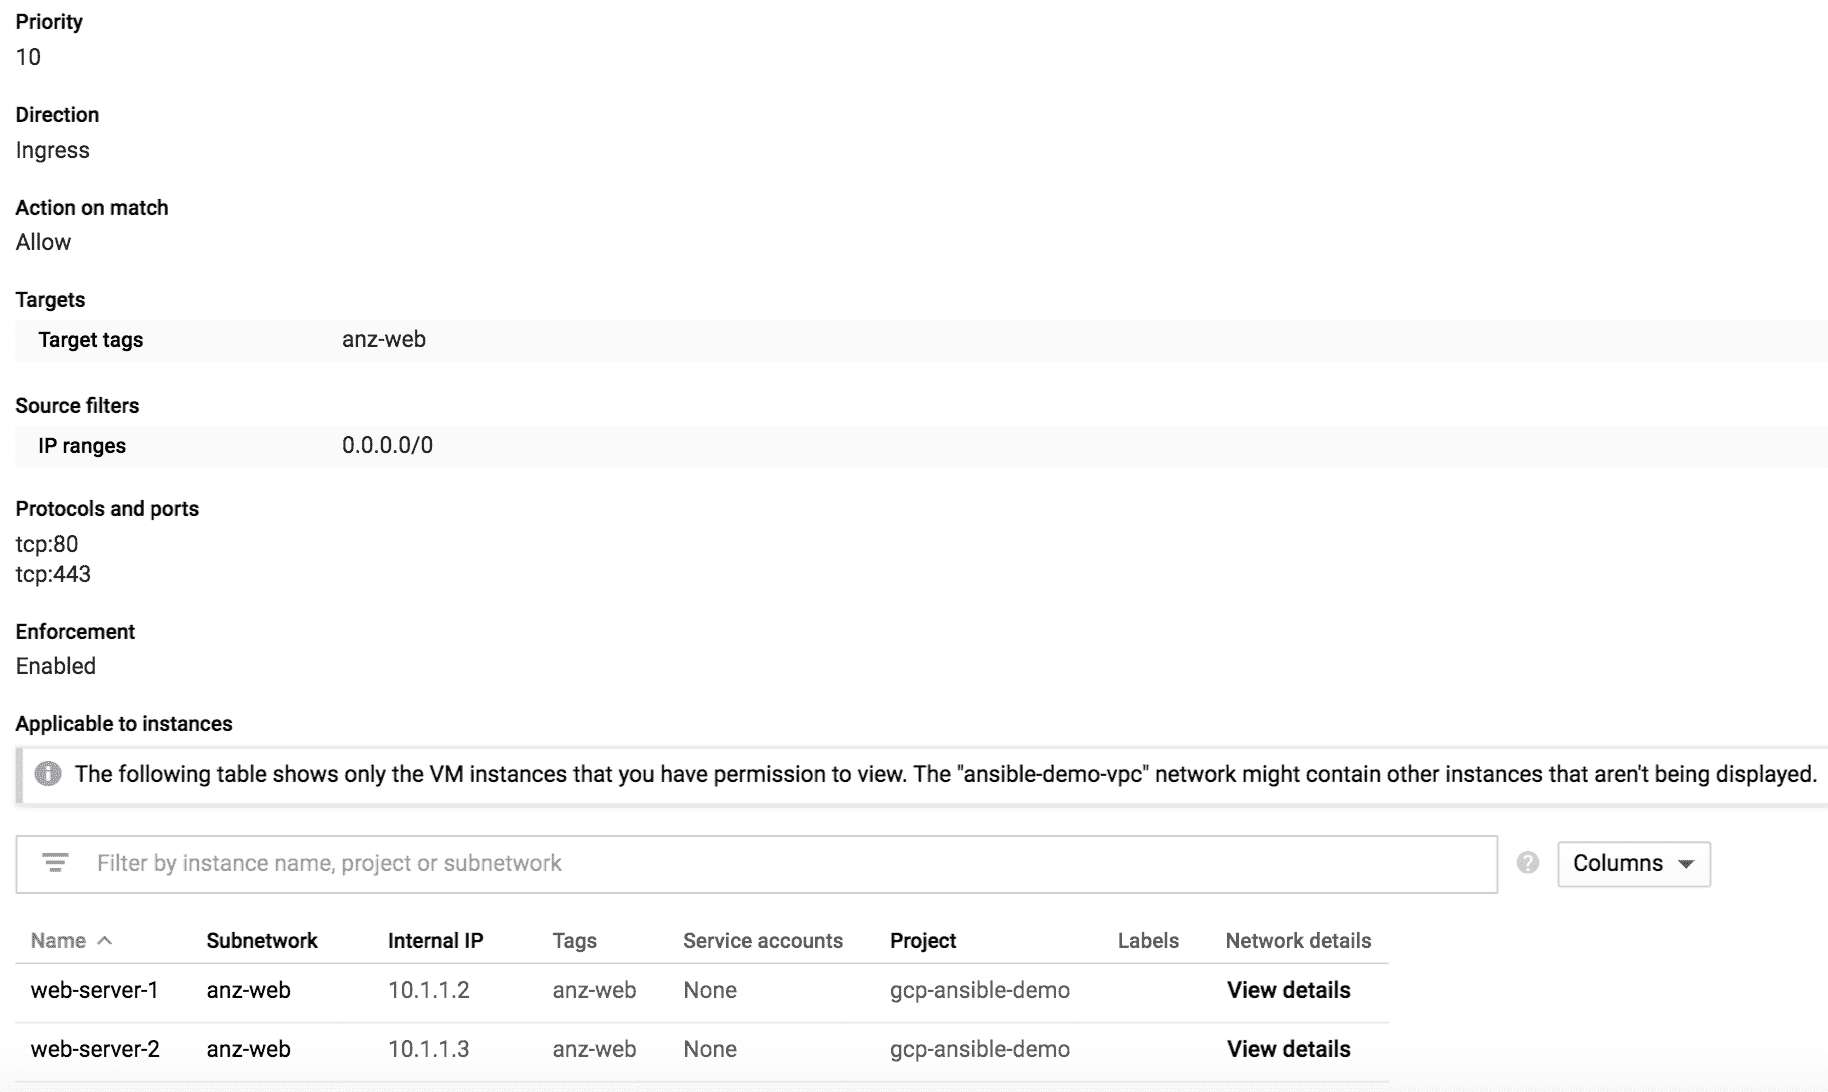 Priority
10
Direction
Ingress
Action on match
Allow
Targets
Target tags anz-web
Source filters
IP ranges 0.0.0.0/0
Protocols and ports
tcp:80
tcp:443
Enforcement
Enabled
Applicable to instances
The following table shows only the VM instances that you have permission to view. The "ansible-demo-vpc" network might contain other instances that aren't being displayed.
Filter by instance name, project or subnetwork ? Columns
Name Subnetwork Internal IP Tags Service accounts Project Labels Network details
web-server-1 anz-web 10.1.1.2 anz-web None gcp-ansible-demo View details
web-server-2 anz-web 10.1.1.3 anz-web None gcp-ansible-demo View details